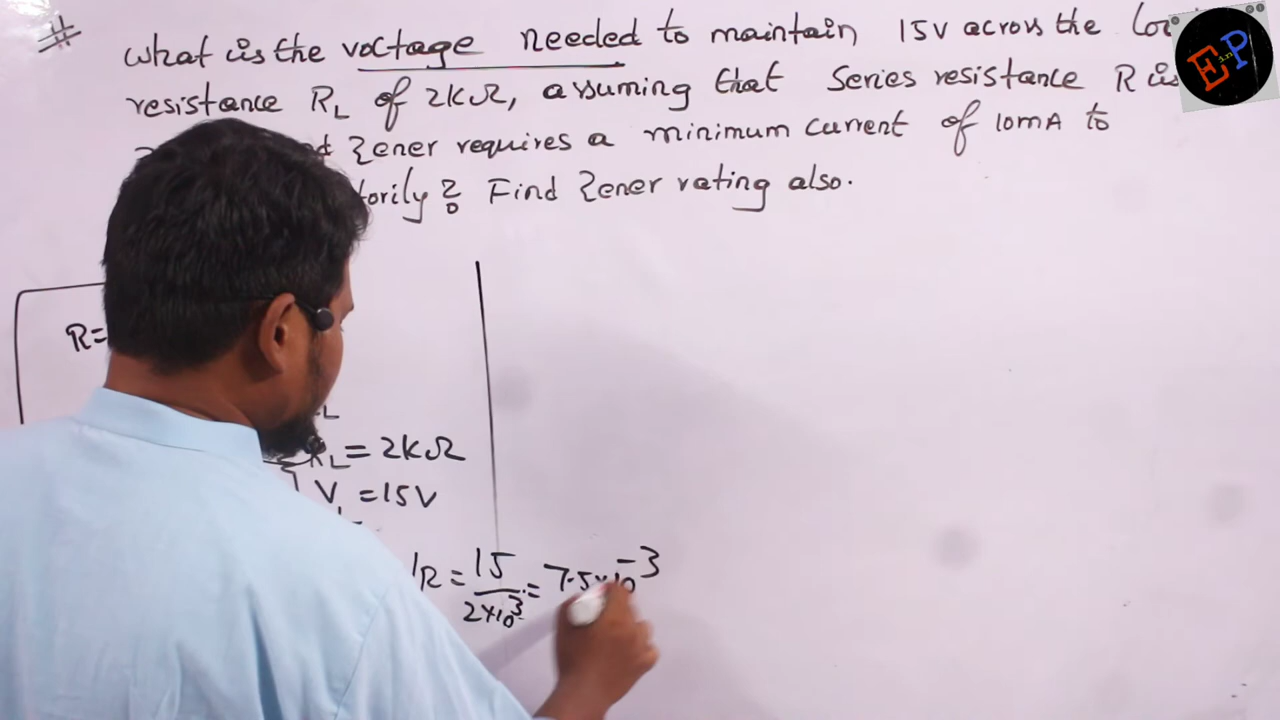 What is the voctage needed to maintain 15V across the
resistance RL of 2KΩ, assuming that Series resistance R is
Zener requires a minimum current of 10mA to
Find Zener rating also.
R=
L
RL = 2KΩ
VL = 15V
R = 15/2×10³ = 7.5×10⁻³
E in P